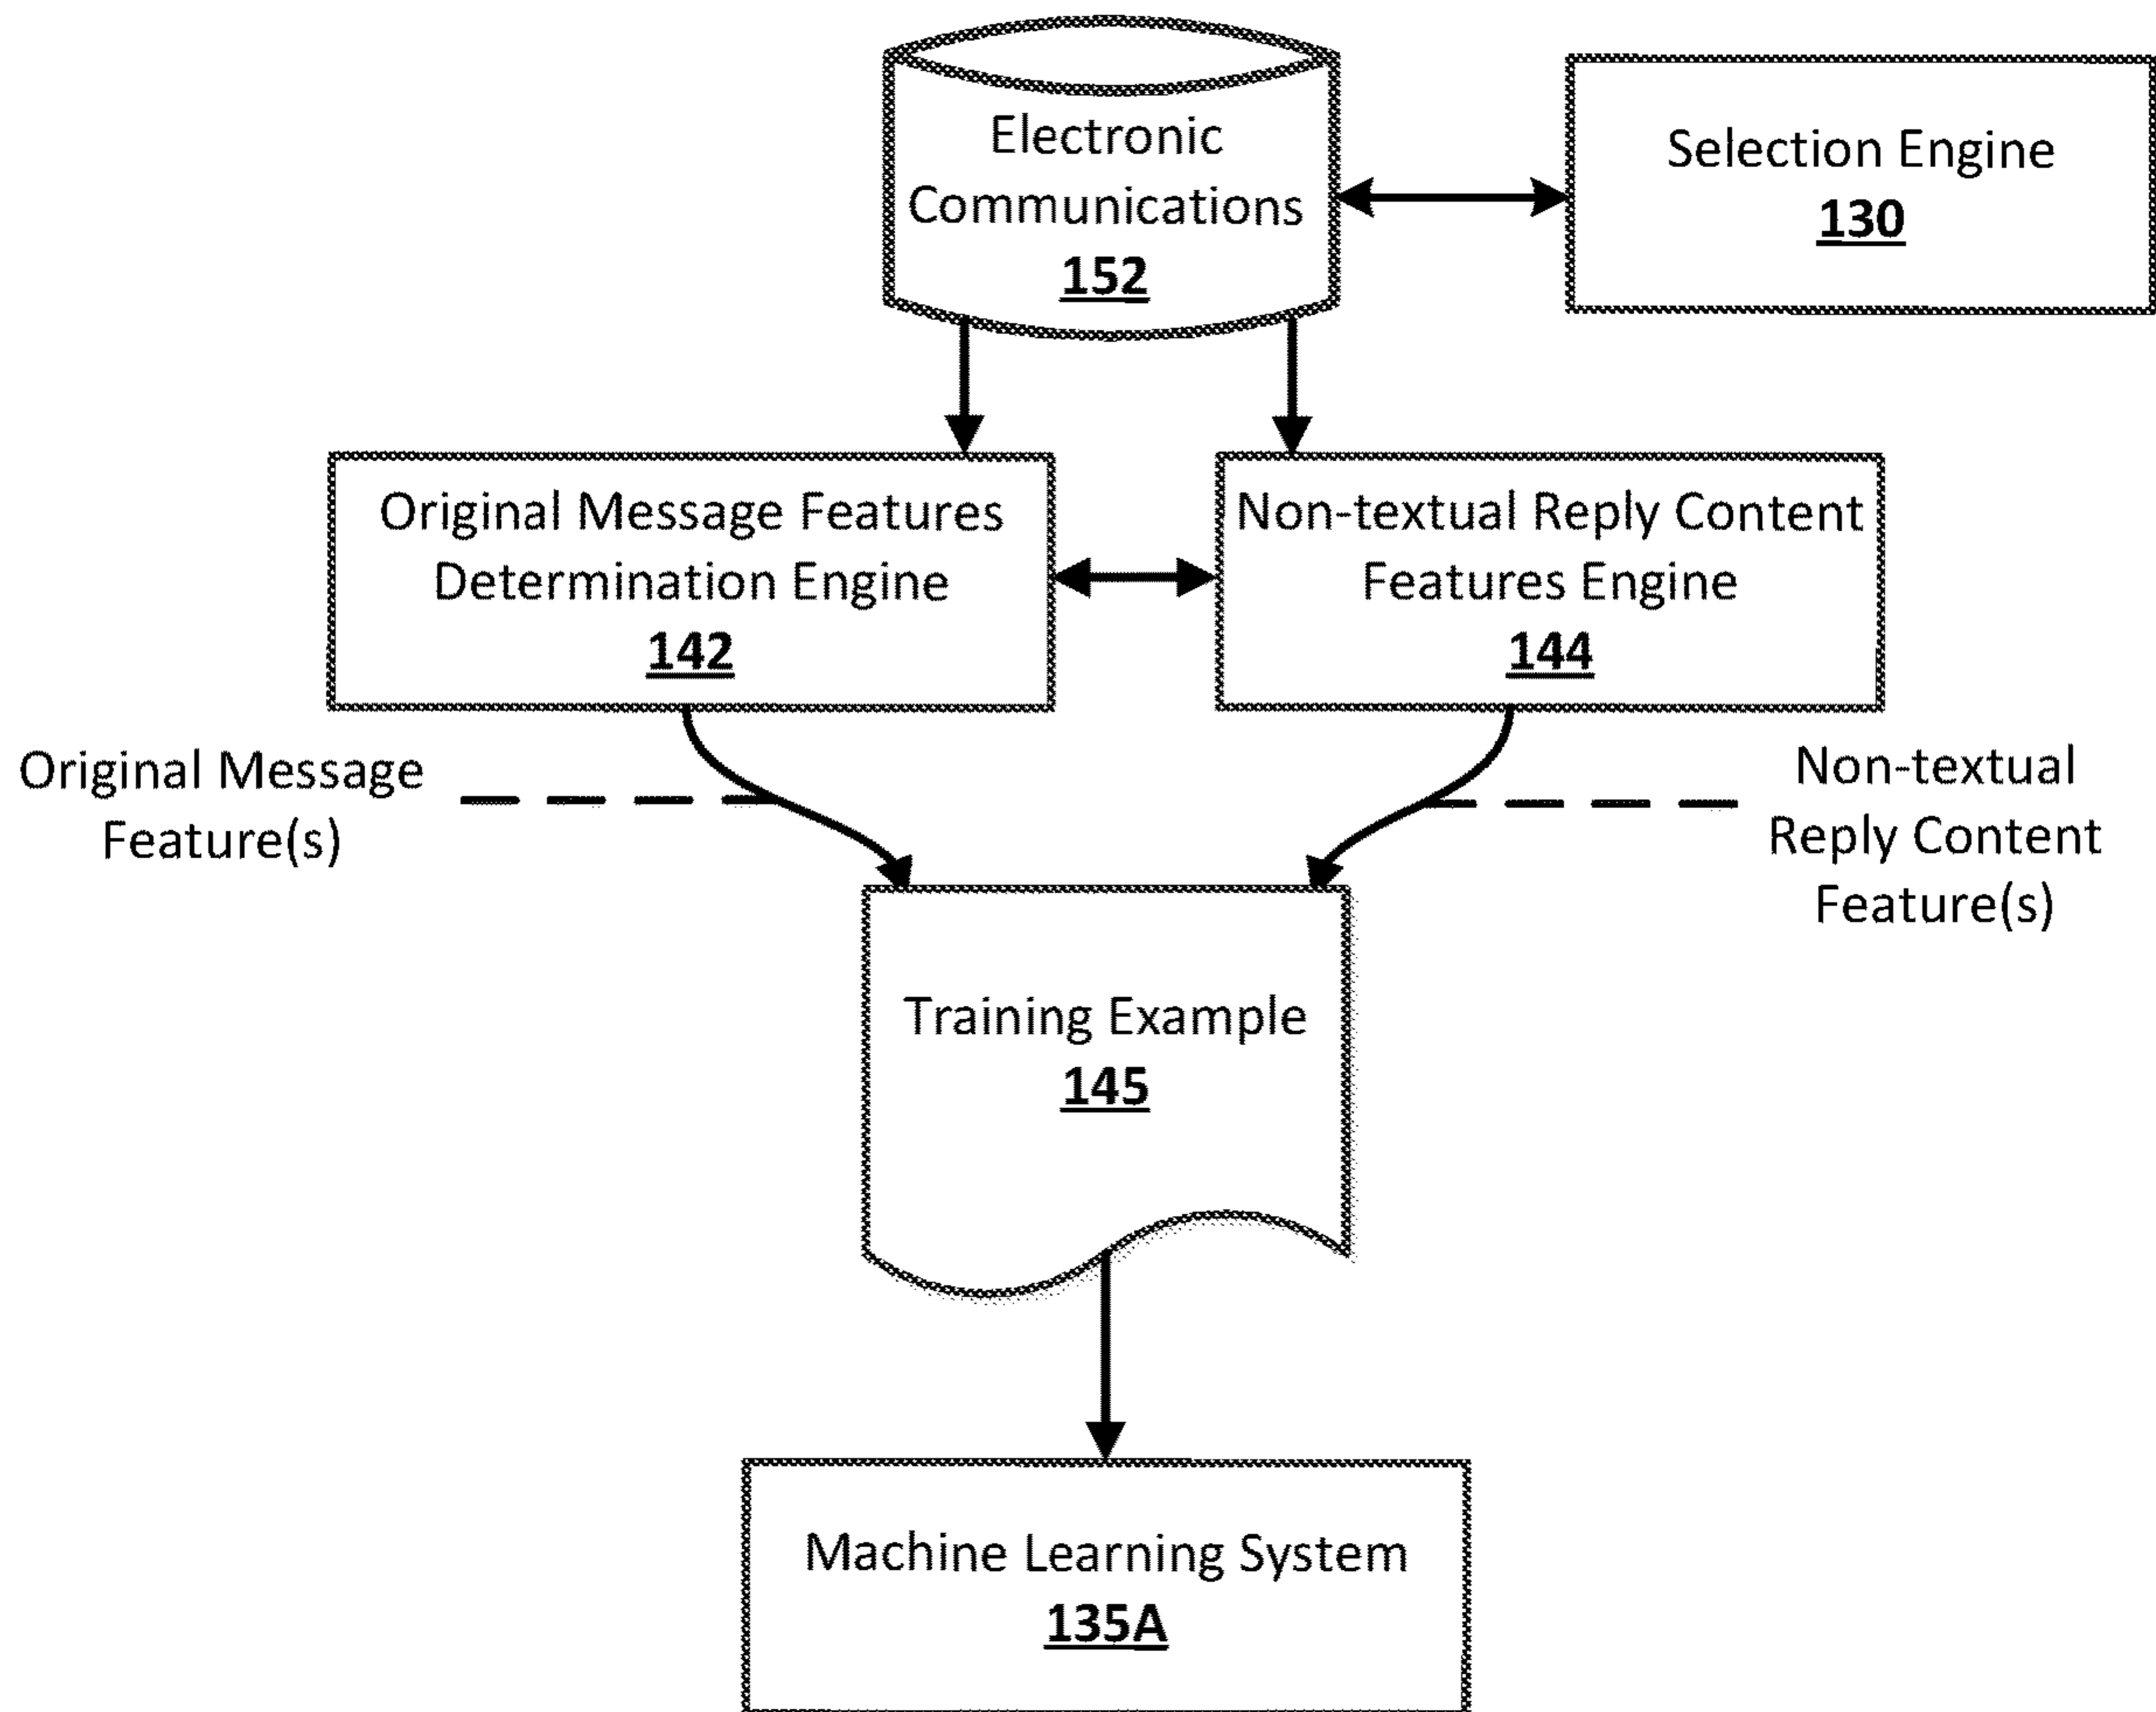 Electronic
Communications
152
Selection Engine
130
Original Message Features
Determination Engine
142
Non-textual Reply Content
Features Engine
144
Original Message
Feature(s)
Non-textual
Reply Content
Feature(s)
Training Example
145
Machine Learning System
135A